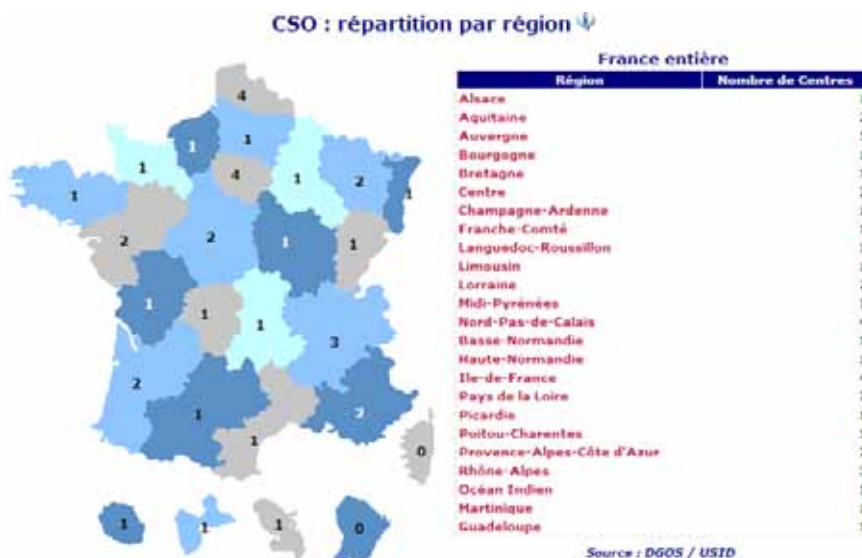 CSO : répartition par région
France entière
Région Nombre de Centres
Alsace
Aquitaine
Auvergne
Bourgogne
Bretagne
Centre
Champagne-Ardenne
Franche-Comté
Languedoc-Roussillon
Limousin
Lorraine
Midi-Pyrénées
Nord-Pas-de-Calais
Basse-Normandie
Haute-Normandie
Ile-de-France
Pays de la Loire
Picardie
Poitou-Charentes
Provence-Alpes-Côte d'Azur
Rhône-Alpes
Océan Indien
Martinique
Guadeloupe
Source : DGOS / USID
4
1
1
1
4
1
2
1
1
2
2
1
1
1
1
1
3
2
1
2
1
0
1
1
1
0